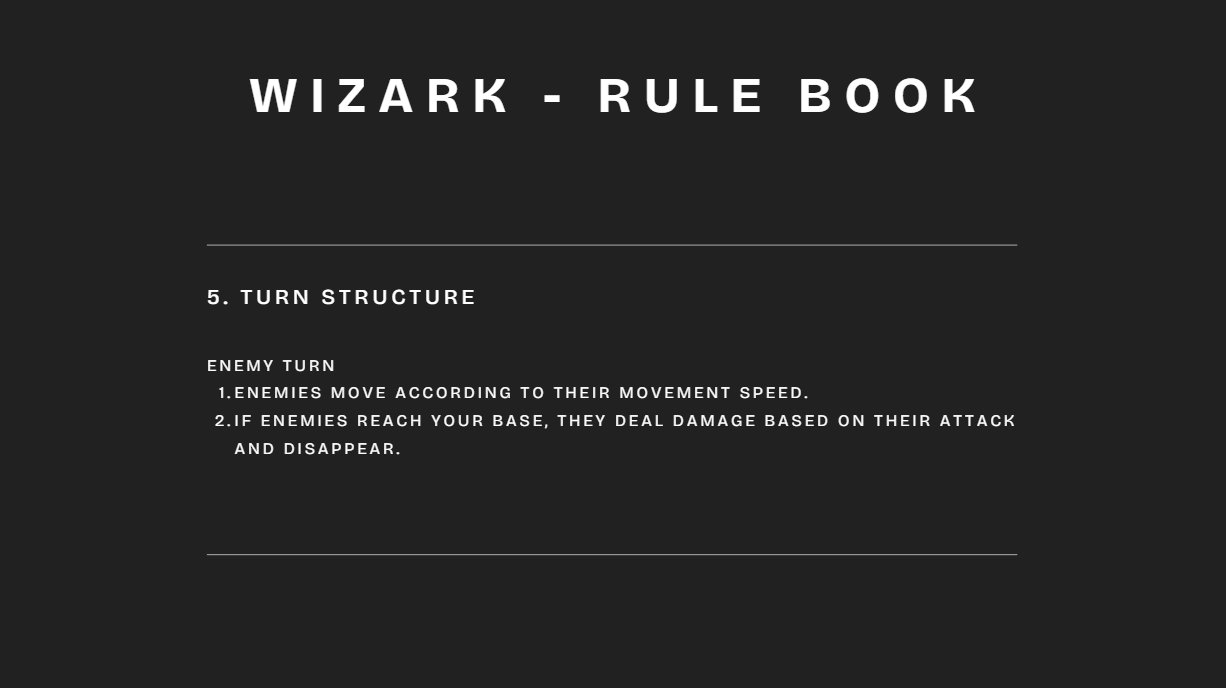 WIZARK - RULE BOOK
5. TURN STRUCTURE
ENEMY TURN
1. ENEMIES MOVE ACCORDING TO THEIR MOVEMENT SPEED.
2. IF ENEMIES REACH YOUR BASE, THEY DEAL DAMAGE BASED ON THEIR ATTACK
AND DISAPPEAR.